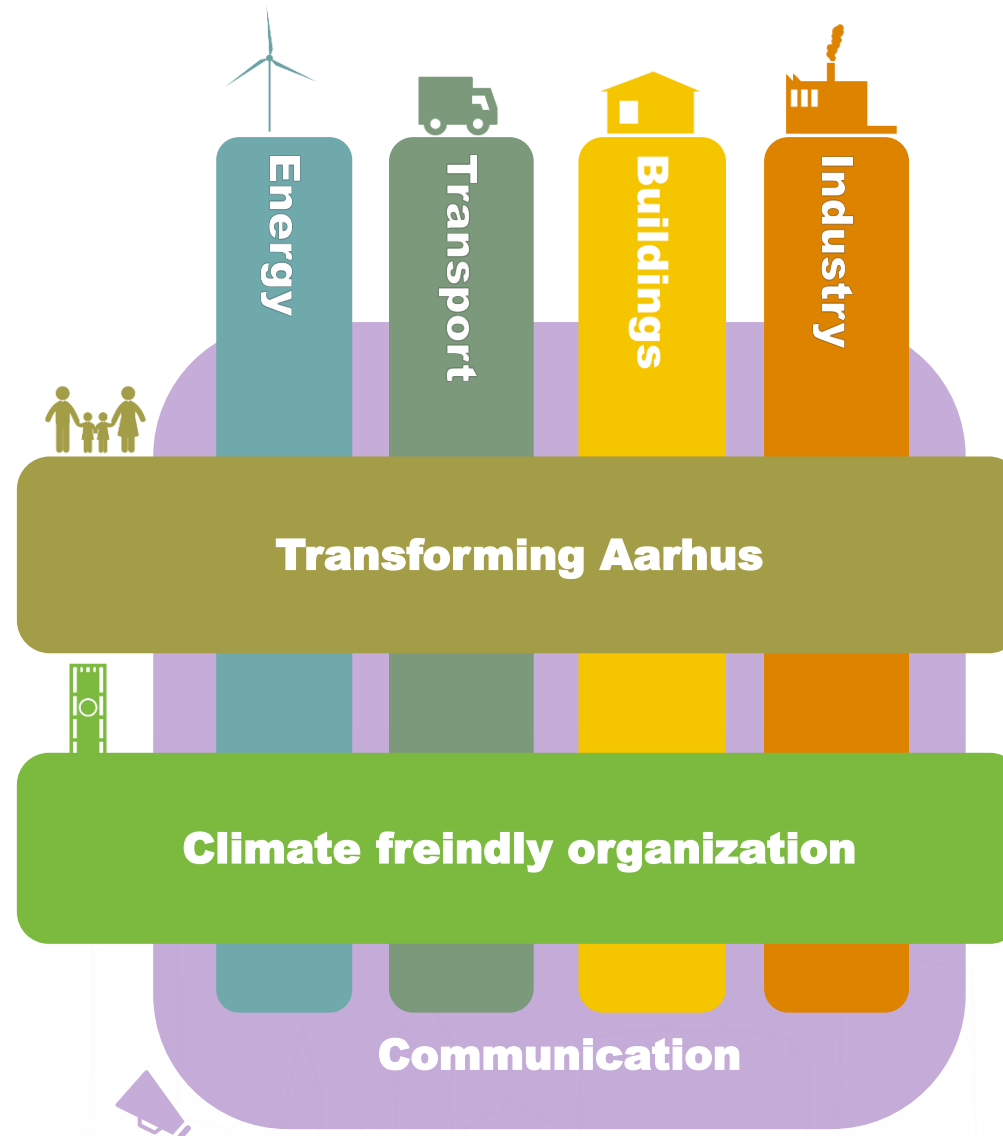 Energy
Transport
Buildings
Industry
Transforming Aarhus
Climate freindly organization
Communication